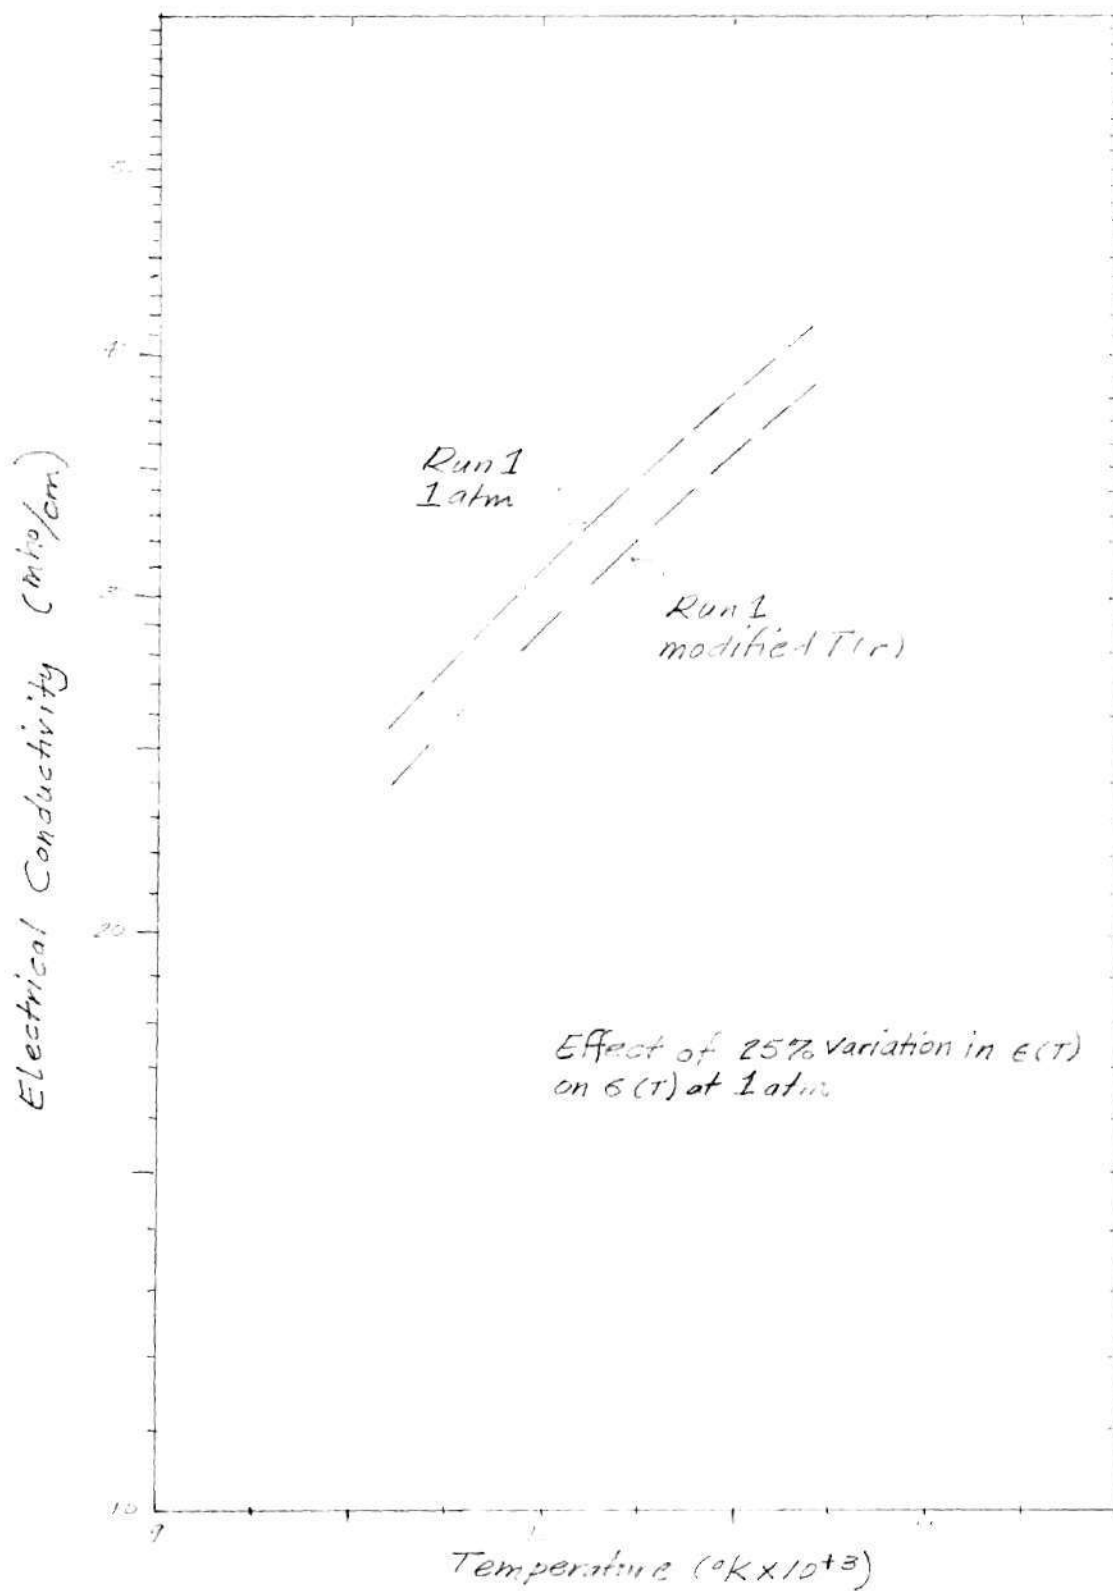 Electrical Conductivity (mho/cm)
20
10
9
Run 1
1 atm
Run 1
modified T(r)
Effect of 25% variation in ϵ(T)
on σ(T) at 1 atm
Temperature (°K×10⁺³)